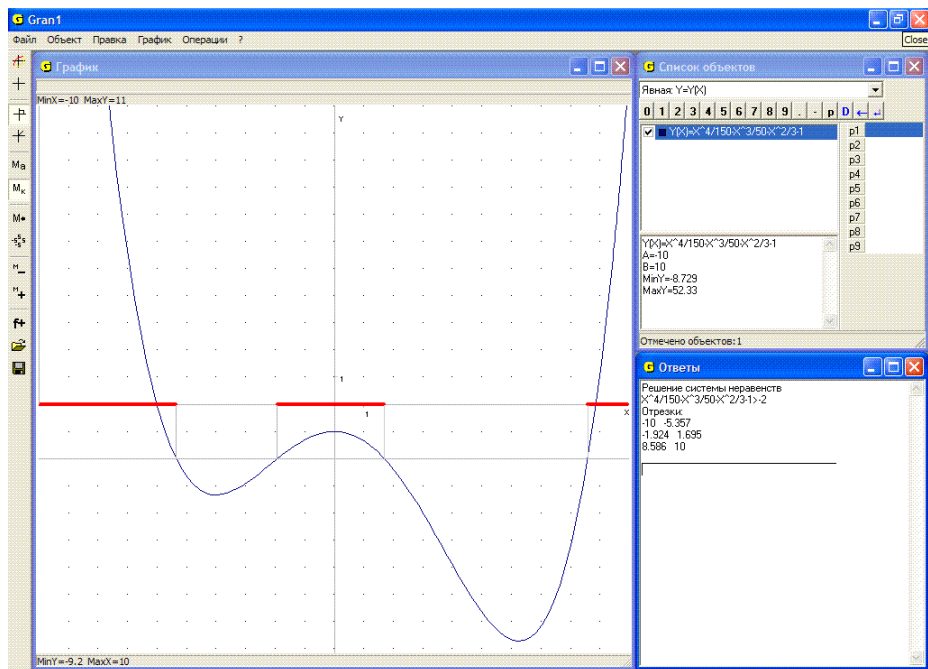 Gran1
Файл Объект Правка График Операции ?
Close
График
MinX=-10 MaxY=11
Y
1
1
X
MinY=-9.2 MaxX=10
Mа
Mк
M•
M
M
f+
Список объектов
Явная: Y=Y(X)
0 1 2 3 4 5 6 7 8 9 . - p D ← ↲
Y(X)=X^4/150-X^3/50-X^2/3-1
p1
p2
p3
p4
p5
p6
p7
p8
p9
Y(X)=X^4/150-X^3/50-X^2/3-1
A=-10
B=10
MinY=-8.729
MaxY=52.33
Отмечено объектов:1
Ответы
Решение системы неравенств
X^4/150-X^3/50-X^2/3-1>-2
Отрезки:
-10 -5.357
-1.924 1.695
8.586 10